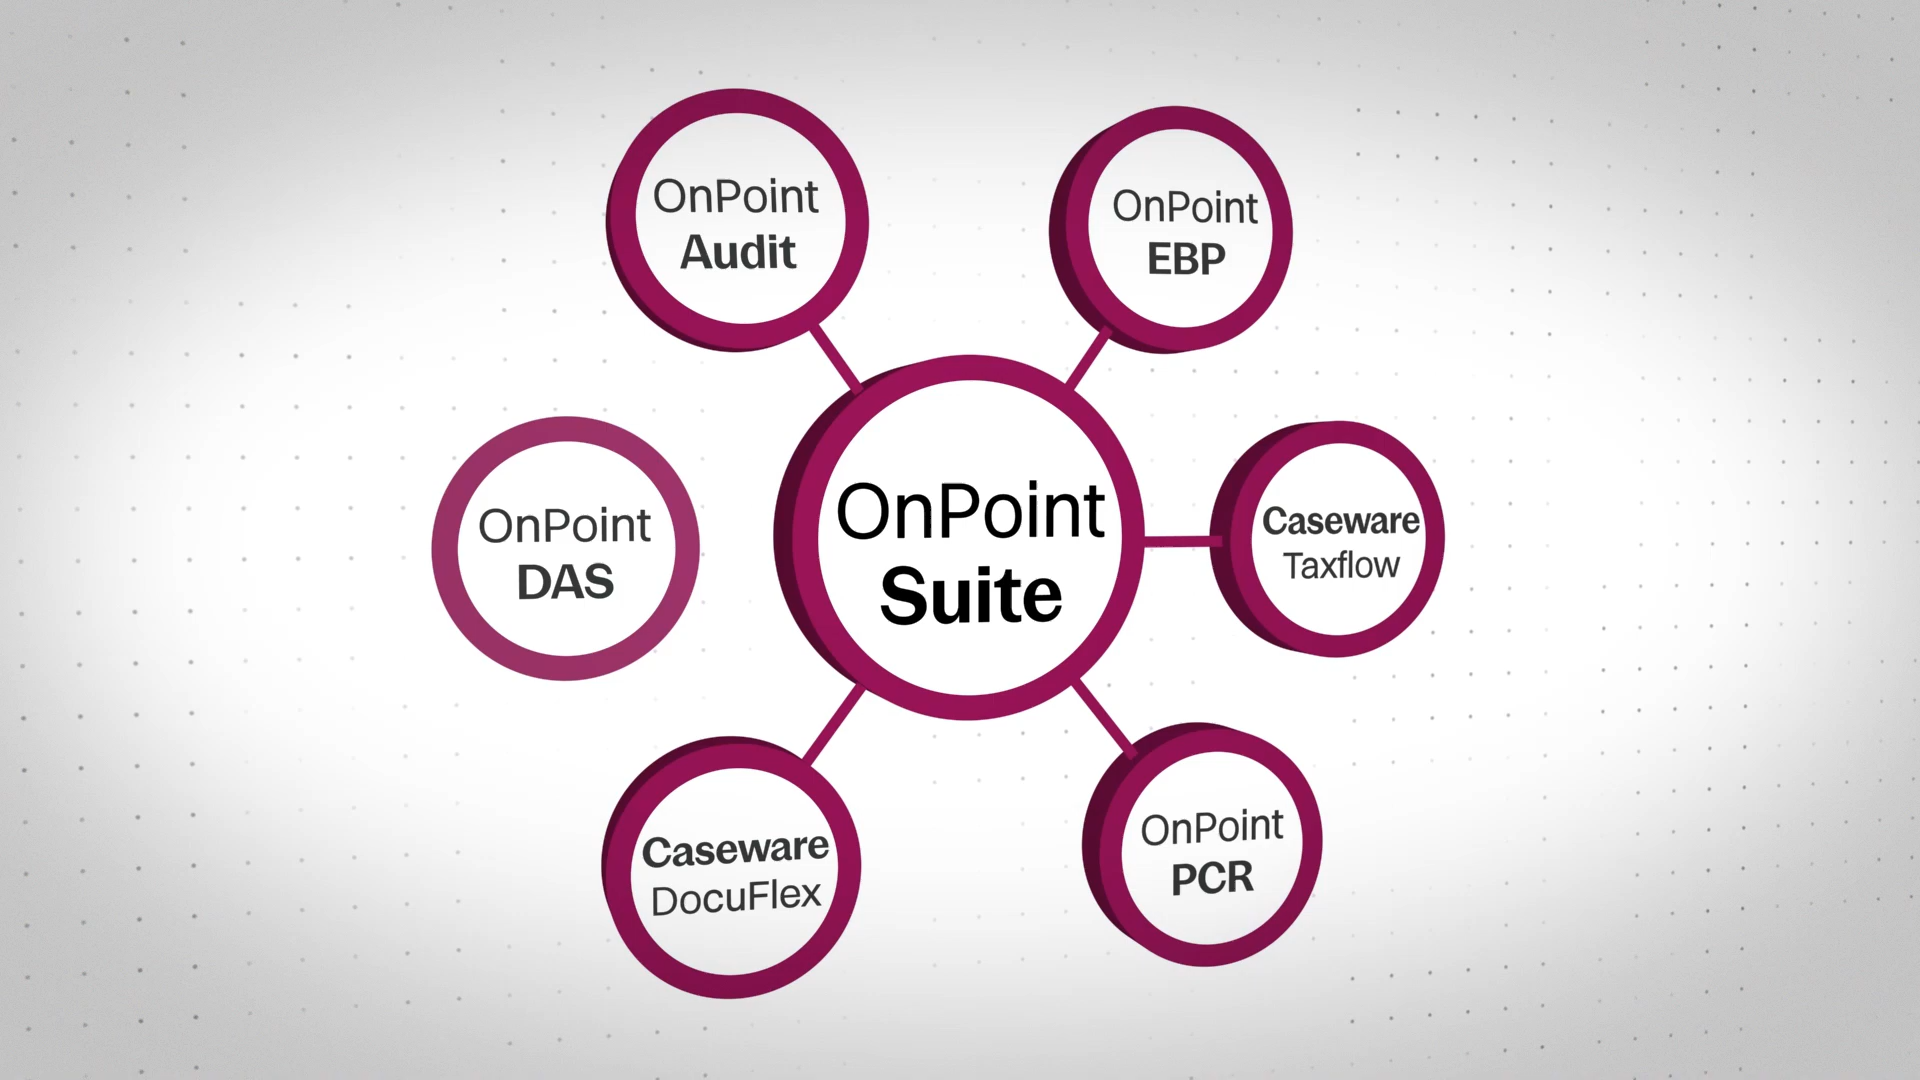 OnPoint
Audit
OnPoint
EBP
OnPoint
DAS
OnPoint
Suite
Caseware
Taxflow
Caseware
DocuFlex
OnPoint
PCR